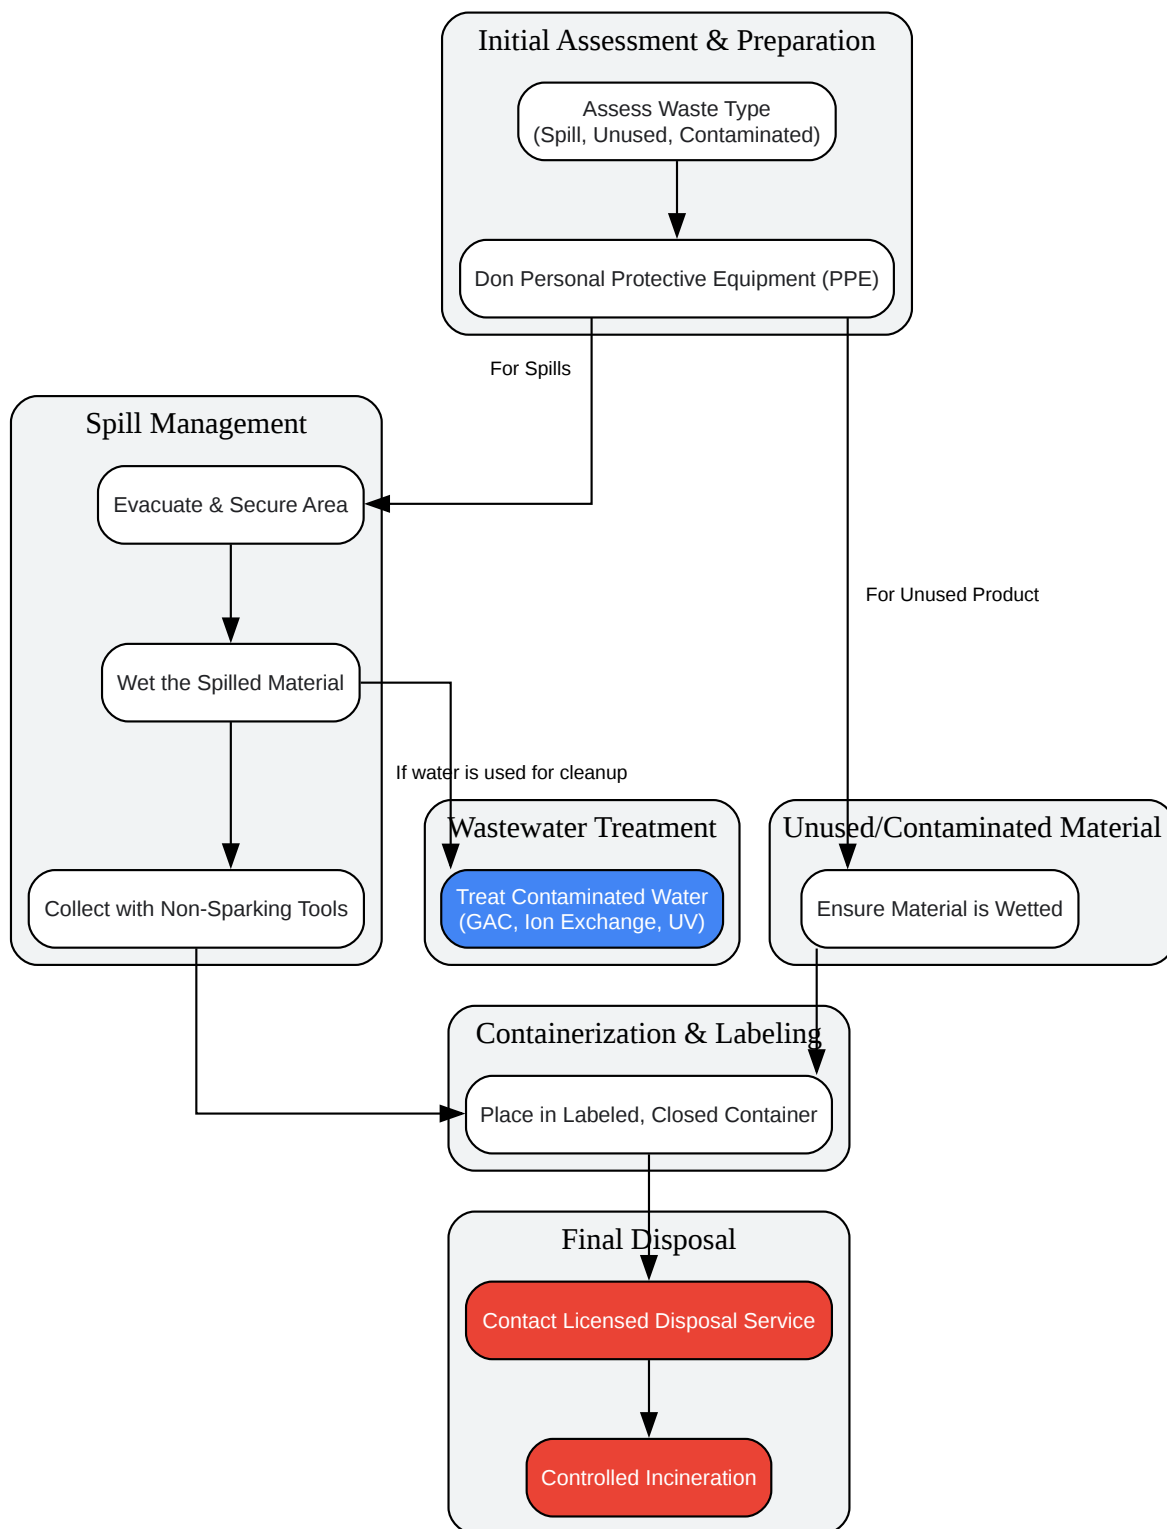 Initial Assessment & Preparation
Assess Waste Type
(Spill, Unused, Contaminated)
Don Personal Protective Equipment (PPE)
For Spills
Spill Management
Evacuate & Secure Area
For Unused Product
Wet the Spilled Material
If water is used for cleanup
Wastewater Treatment
Unused/Contaminated Material
Collect with Non-Sparking Tools
Treat Contaminated Water
(GAC, Ion Exchange, UV)
Ensure Material is Wetted
Containerization & Labeling
Place in Labeled, Closed Container
Final Disposal
Contact Licensed Disposal Service
Controlled Incineration